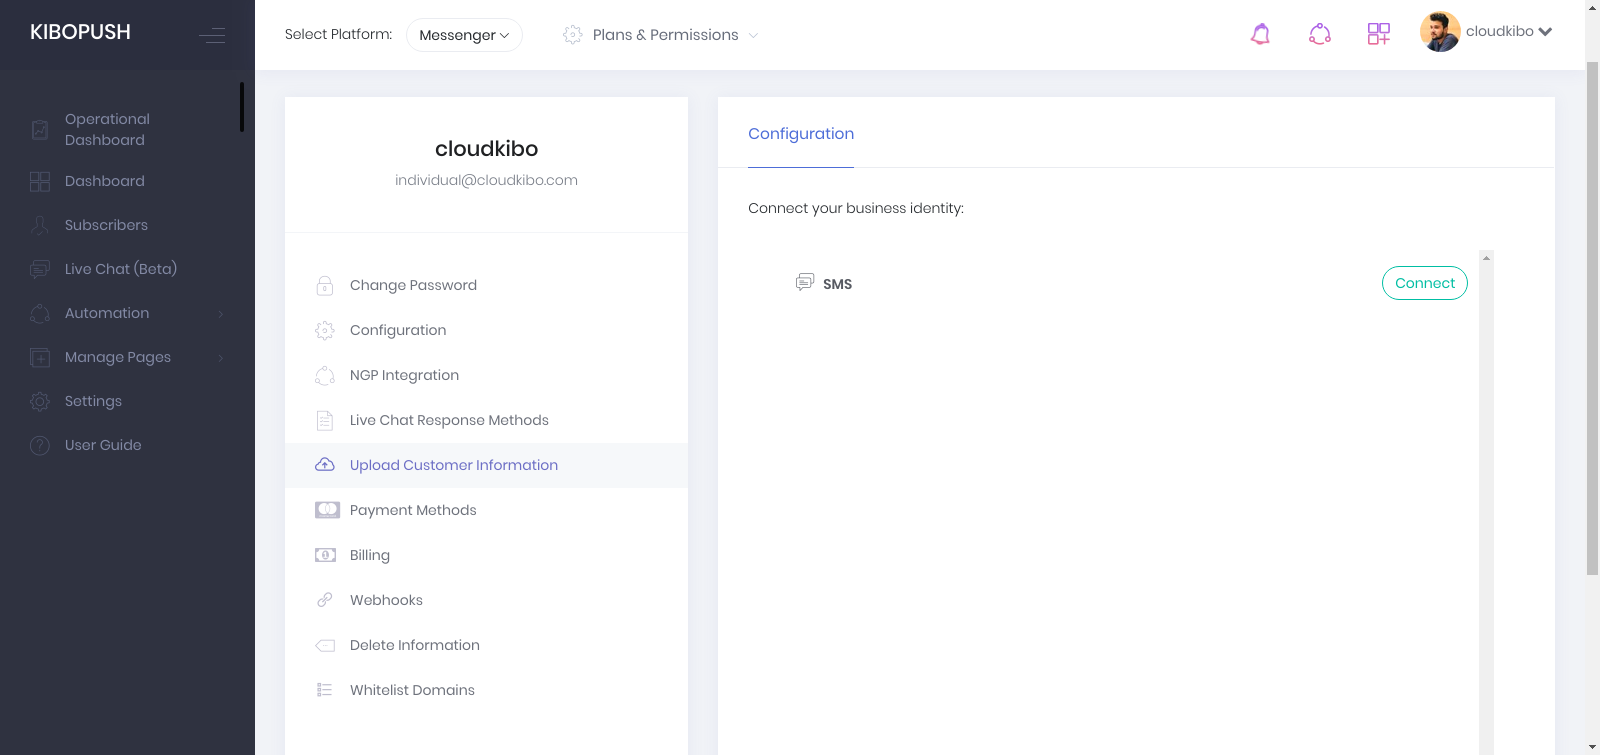 KIBOPUSH
Select Platform:
Messenger
Plans & Permissions
cloudkibo
Operational
Dashboard
Dashboard
Subscribers
Live Chat (Beta)
Automation
Manage Pages
Settings
User Guide
cloudkibo
individual@cloudkibo.com
Change Password
Configuration
NGP Integration
Live Chat Response Methods
Upload Customer Information
Payment Methods
Billing
Webhooks
Delete Information
Whitelist Domains
Configuration
Connect your business identity:
SMS
Connect